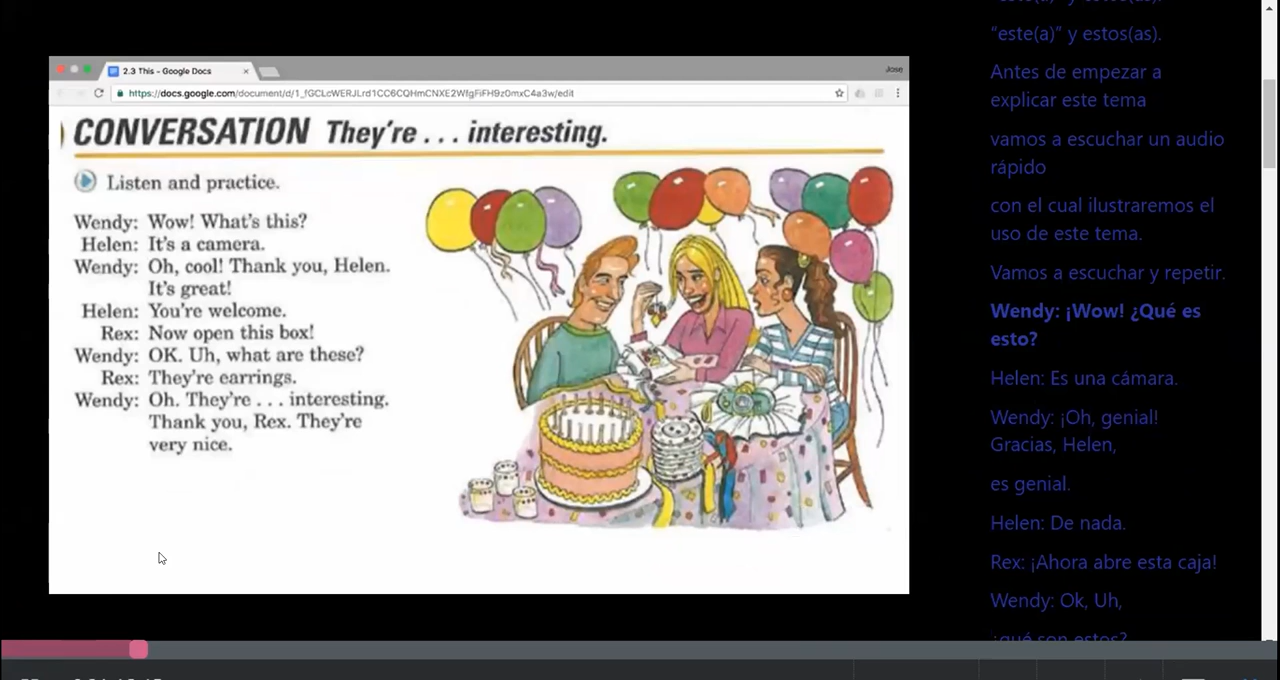 2.3 This - Google Docs
Jose
https://docs.google.com/document/d/1_fGCLcWERJLrd1CC6CQHmCNXE2WfgFiFH9z0mxC4a3w/edit
CONVERSATION They're . . . interesting.
Listen and practice.
Wendy: Wow! What's this?
Helen: It's a camera.
Wendy: Oh, cool! Thank you, Helen.
It's great!
Helen: You're welcome.
Rex: Now open this box!
Wendy: OK. Uh, what are these?
Rex: They're earrings.
Wendy: Oh. They're . . . interesting.
Thank you, Rex. They're
very nice.
"este(a)" y estos(as).
Antes de empezar a
explicar este tema
vamos a escuchar un audio
rápido
con el cual ilustraremos el
uso de este tema.
Vamos a escuchar y repetir.
Wendy: ¡Wow! ¿Qué es
esto?
Helen: Es una cámara.
Wendy: ¡Oh, genial!
Gracias, Helen,
es genial.
Helen: De nada.
Rex: ¡Ahora abre esta caja!
Wendy: Ok, Uh,
¿qué son estos?